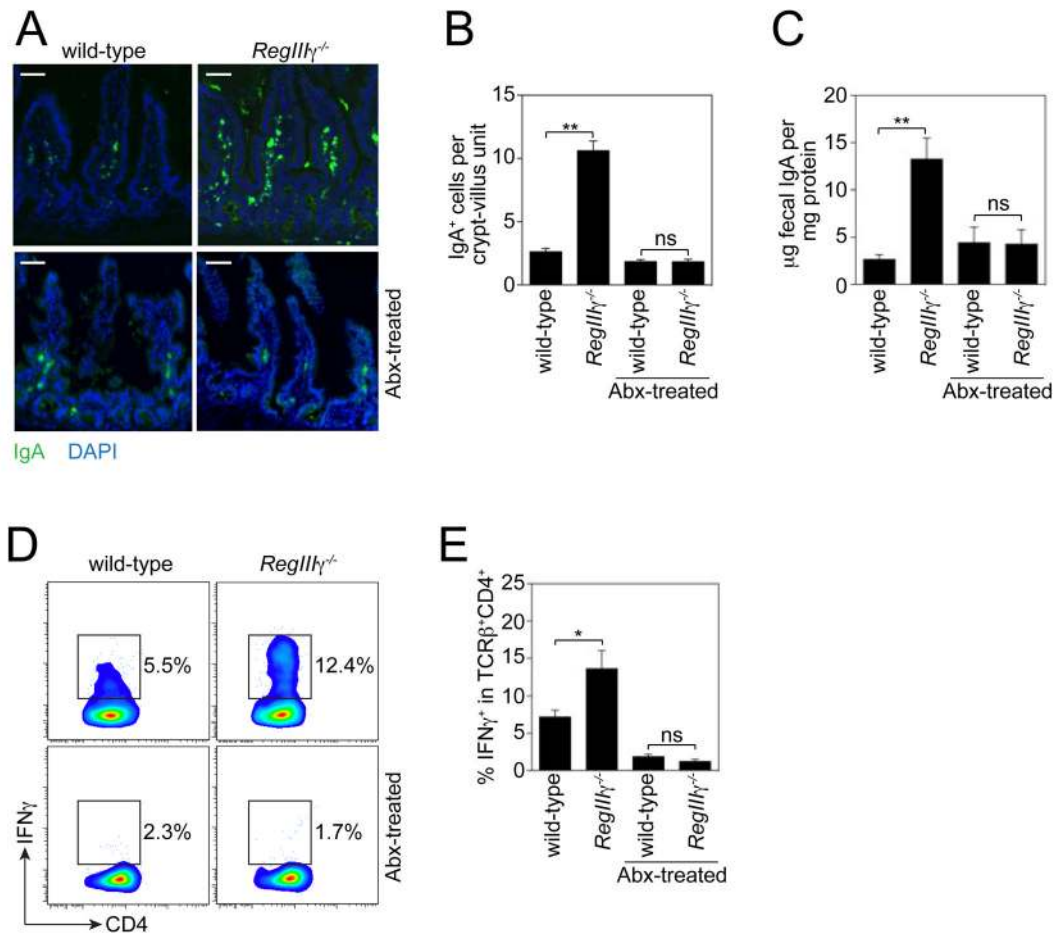 A
wild-type
RegIIIγ-/-
Abx-treated
IgA
DAPI
B
IgA+ cells per
crypt-villus unit
15
10
5
0
**
ns
wild-type
RegIIIγ-/-
wild-type
RegIIIγ-/-
Abx-treated
C
µg fecal IgA per
mg protein
20
15
10
5
0
**
ns
wild-type
RegIIIγ-/-
wild-type
RegIIIγ-/-
Abx-treated
D
wild-type
RegIIIγ-/-
5.5%
12.4%
2.3%
1.7%
Abx-treated
IFNγ
CD4
E
% IFNγ+ in TCRβ+CD4+
25
20
15
10
5
0
*
ns
wild-type
RegIIIγ-/-
wild-type
RegIIIγ-/-
Abx-treated